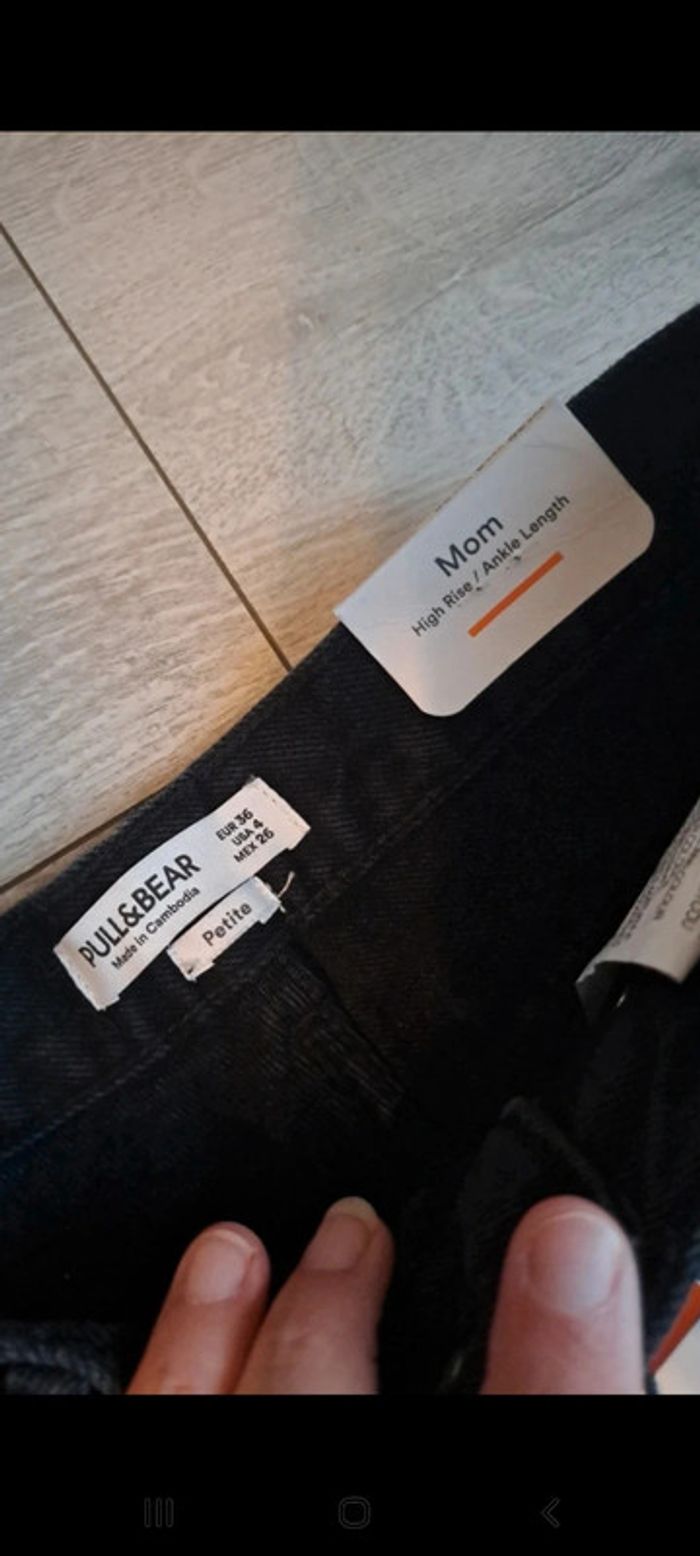 Mom
High Rise / Ankle Length
PULL&BEAR
Made in Cambodia
EUR 36
USA 4
MEX 26
Petite